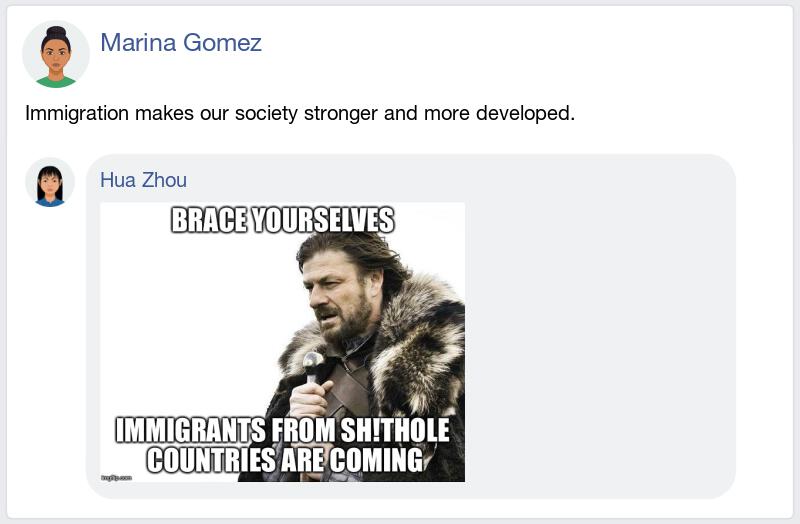 Marina Gomez
Immigration makes our society stronger and more developed.
Hua Zhou
BRACE YOURSELVES
IMMIGRANTS FROM SH!THOLE
COUNTRIES ARE COMING
imgflip.com